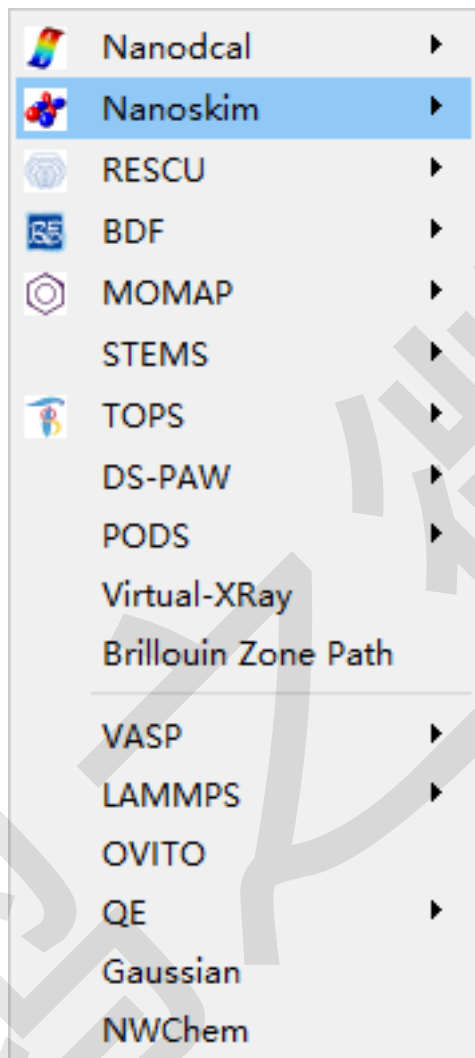 Nanodcal
Nanoskim
RESCU
BDF
MOMAP
STEMS
TOPS
DS-PAW
PODS
Virtual-XRay
Brillouin Zone Path
VASP
LAMMPS
OVITO
QE
Gaussian
NWChem